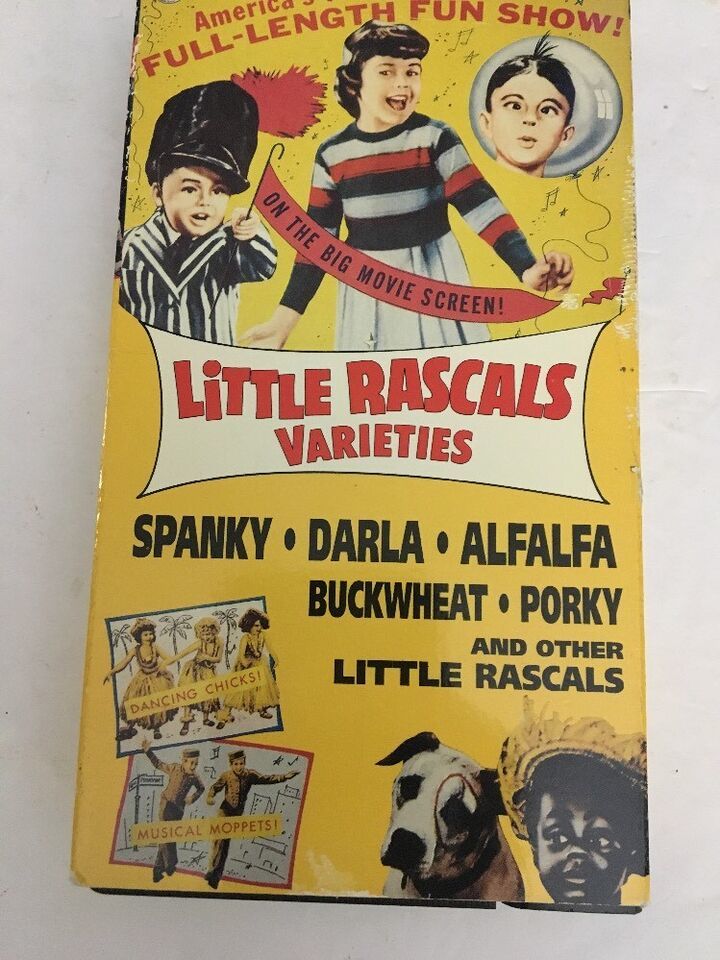 America's
FULL-LENGTH FUN SHOW!
ON THE BIG MOVIE SCREEN!
LiTTLE RASCALS
VARIETIES
SPANKY • DARLA • ALFALFA
BUCKWHEAT • PORKY
AND OTHER
LITTLE RASCALS
DANCING CHICKS!
MUSICAL MOPPETS!